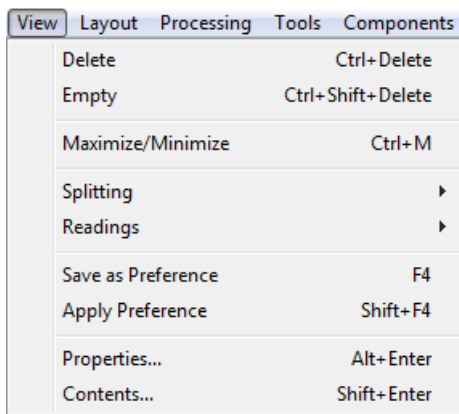 View Layout Processing Tools Components
Delete Ctrl+Delete
Empty Ctrl+Shift+Delete
Maximize/Minimize Ctrl+M
Splitting
Readings
Save as Preference F4
Apply Preference Shift+F4
Properties... Alt+Enter
Contents... Shift+Enter